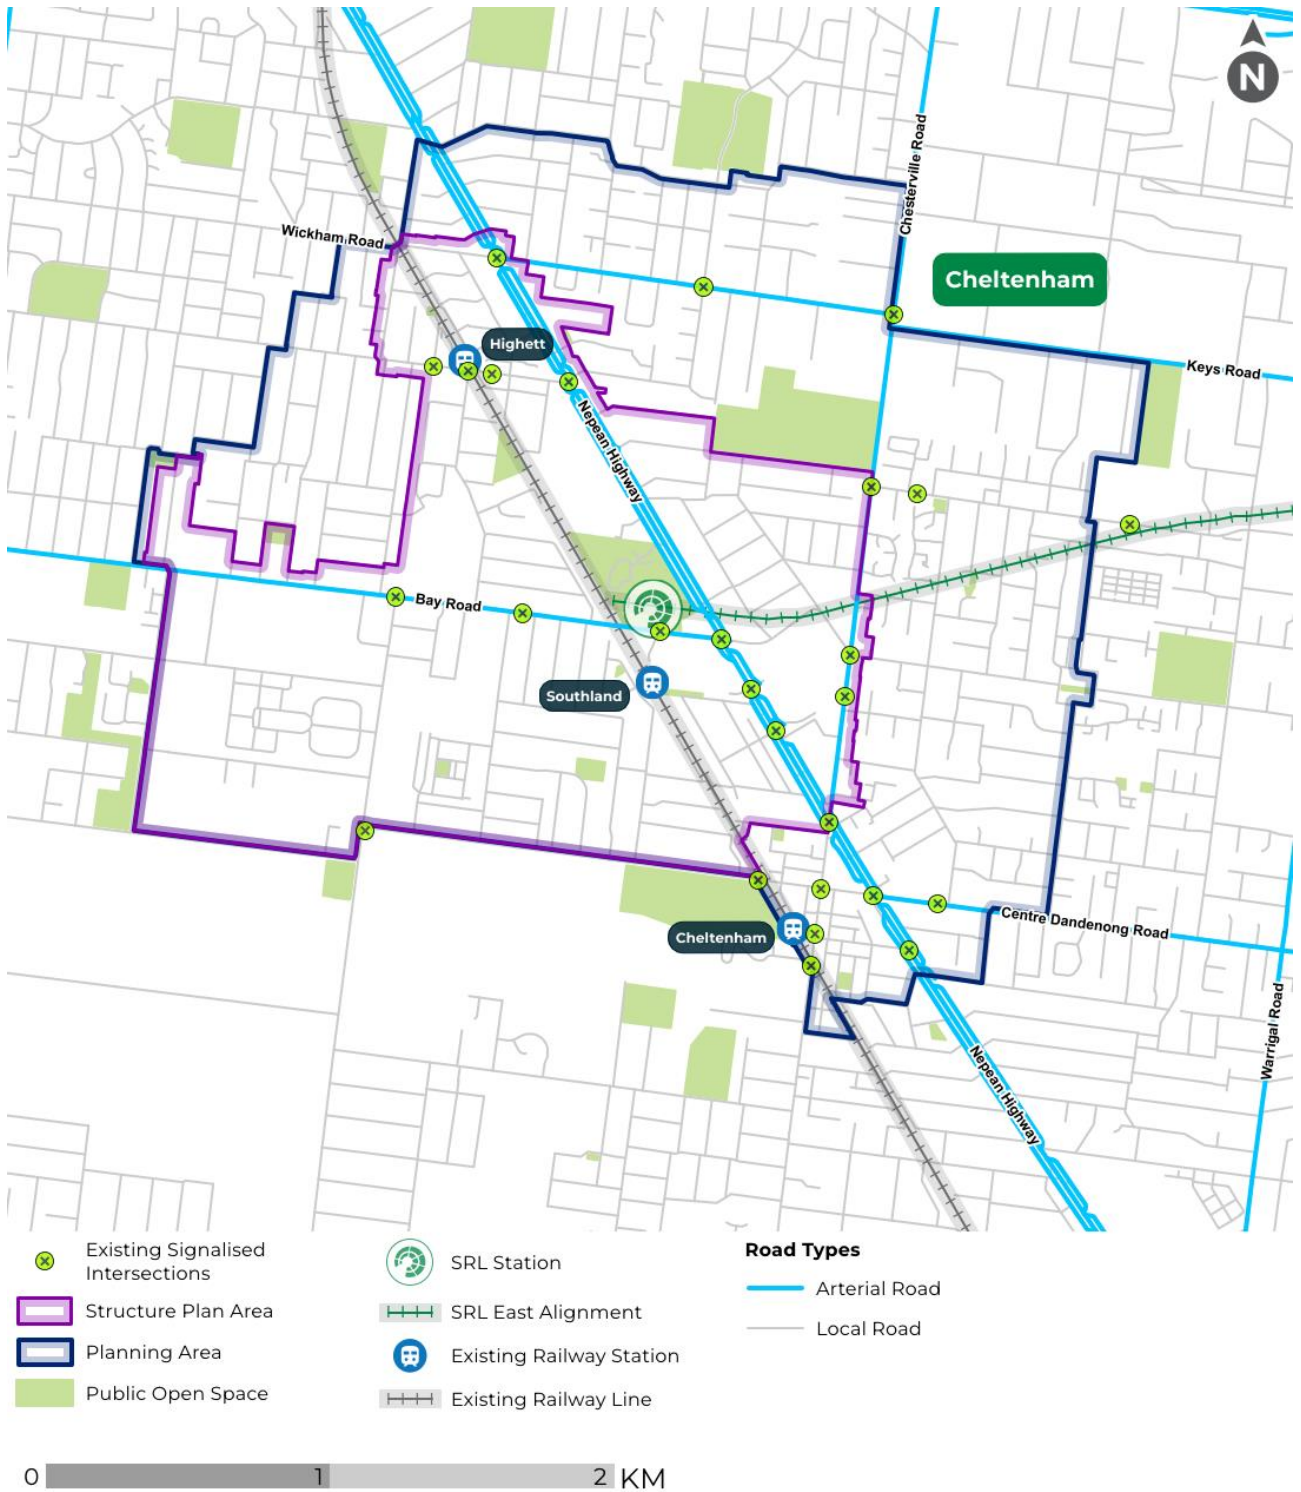 N
Chesterville Road
Wickham Road
Cheltenham
Highett
Keys Road
Nepean Highway
Bay Road
Southland
Cheltenham
Centre Dandenong Road
Warrigal Road
Nepean Highway
Existing Signalised
Intersections
Structure Plan Area
Planning Area
Public Open Space
SRL Station
SRL East Alignment
Existing Railway Station
Existing Railway Line
Road Types
Arterial Road
Local Road
0 1 2 KM